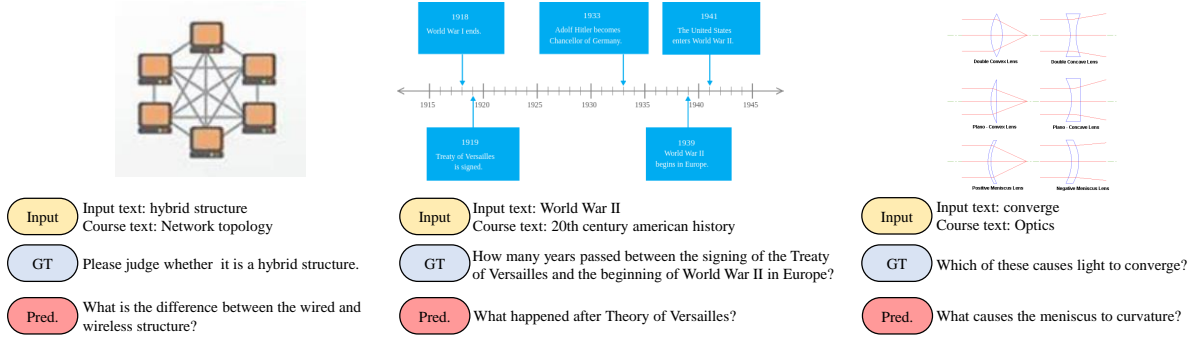 1918
World War I ends.
1933
Adolf Hitler becomes
Chancellor of Germany.
1941
The United States
enters World War II.
1915
1920
1925
1930
1935
1940
1945
1919
Treaty of Versailles
is signed.
1939
World War II
begins in Europe.
Double Convex Lens
Double Concave Lens
Plano - Convex Lens
Plano - Concave Lens
Positive Meniscus Lens
Negative Meniscus Lens
Input
Input text: hybrid structure
Course text: Network topology
GT
Please judge whether it is a hybrid structure.
Pred.
What is the difference between the wired and
wireless structure?
Input
Input text: World War II
Course text: 20th century american history
GT
How many years passed between the signing of the Treaty
of Versailles and the beginning of World War II in Europe?
Pred.
What happened after Theory of Versailles?
Input
Input text: converge
Course text: Optics
GT
Which of these causes light to converge?
Pred.
What causes the meniscus to curvature?